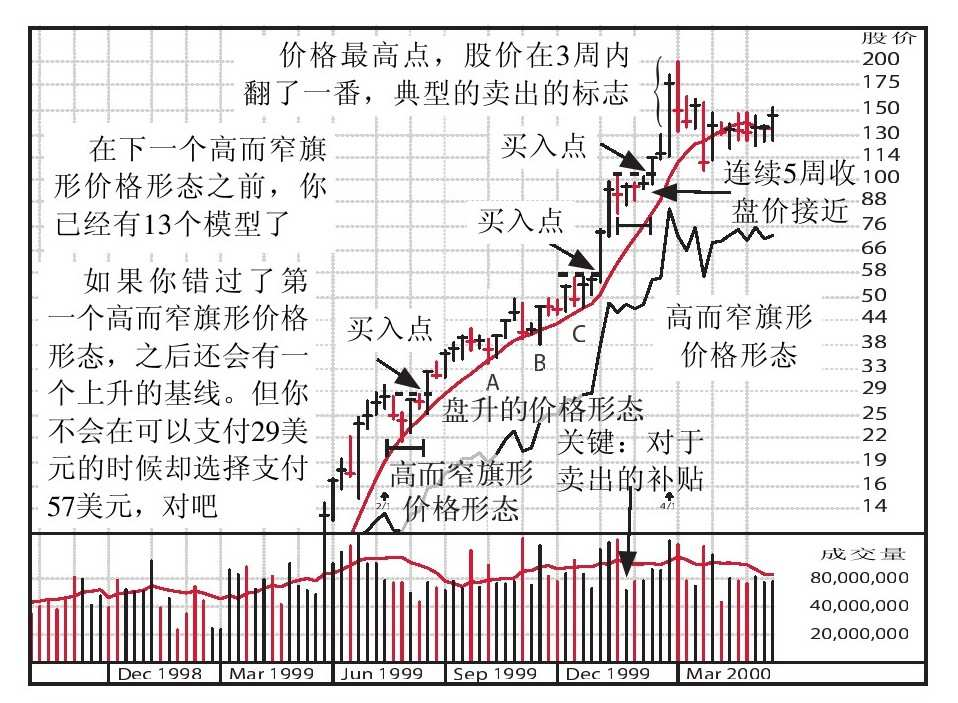 价格最高点，股价在3周内
翻了一番，典型的卖出的标志
股价
200
175
150
130
114
100
88
76
66
58
50
44
38
33
29
25
22
19
16
14
在下一个高而窄旗
形价格形态之前，你
已经有13个模型了
买入点
连续5周收
盘价接近
买入点
如果你错过了第
一个高而窄旗形价格
形态，之后还会有一
个上升的基线。但你
不会在可以支付29美
元的时候却选择支付
57美元，对吧
买入点
高而窄旗形
价格形态
A
B
C
盘升的价格形态
关键：对于
卖出的补贴
高而窄旗形
价格形态
2/1
4/1
成交量
80,000,000
40,000,000
20,000,000
Dec 1998
Mar 1999
Jun 1999
Sep 1999
Dec 1999
Mar 2000